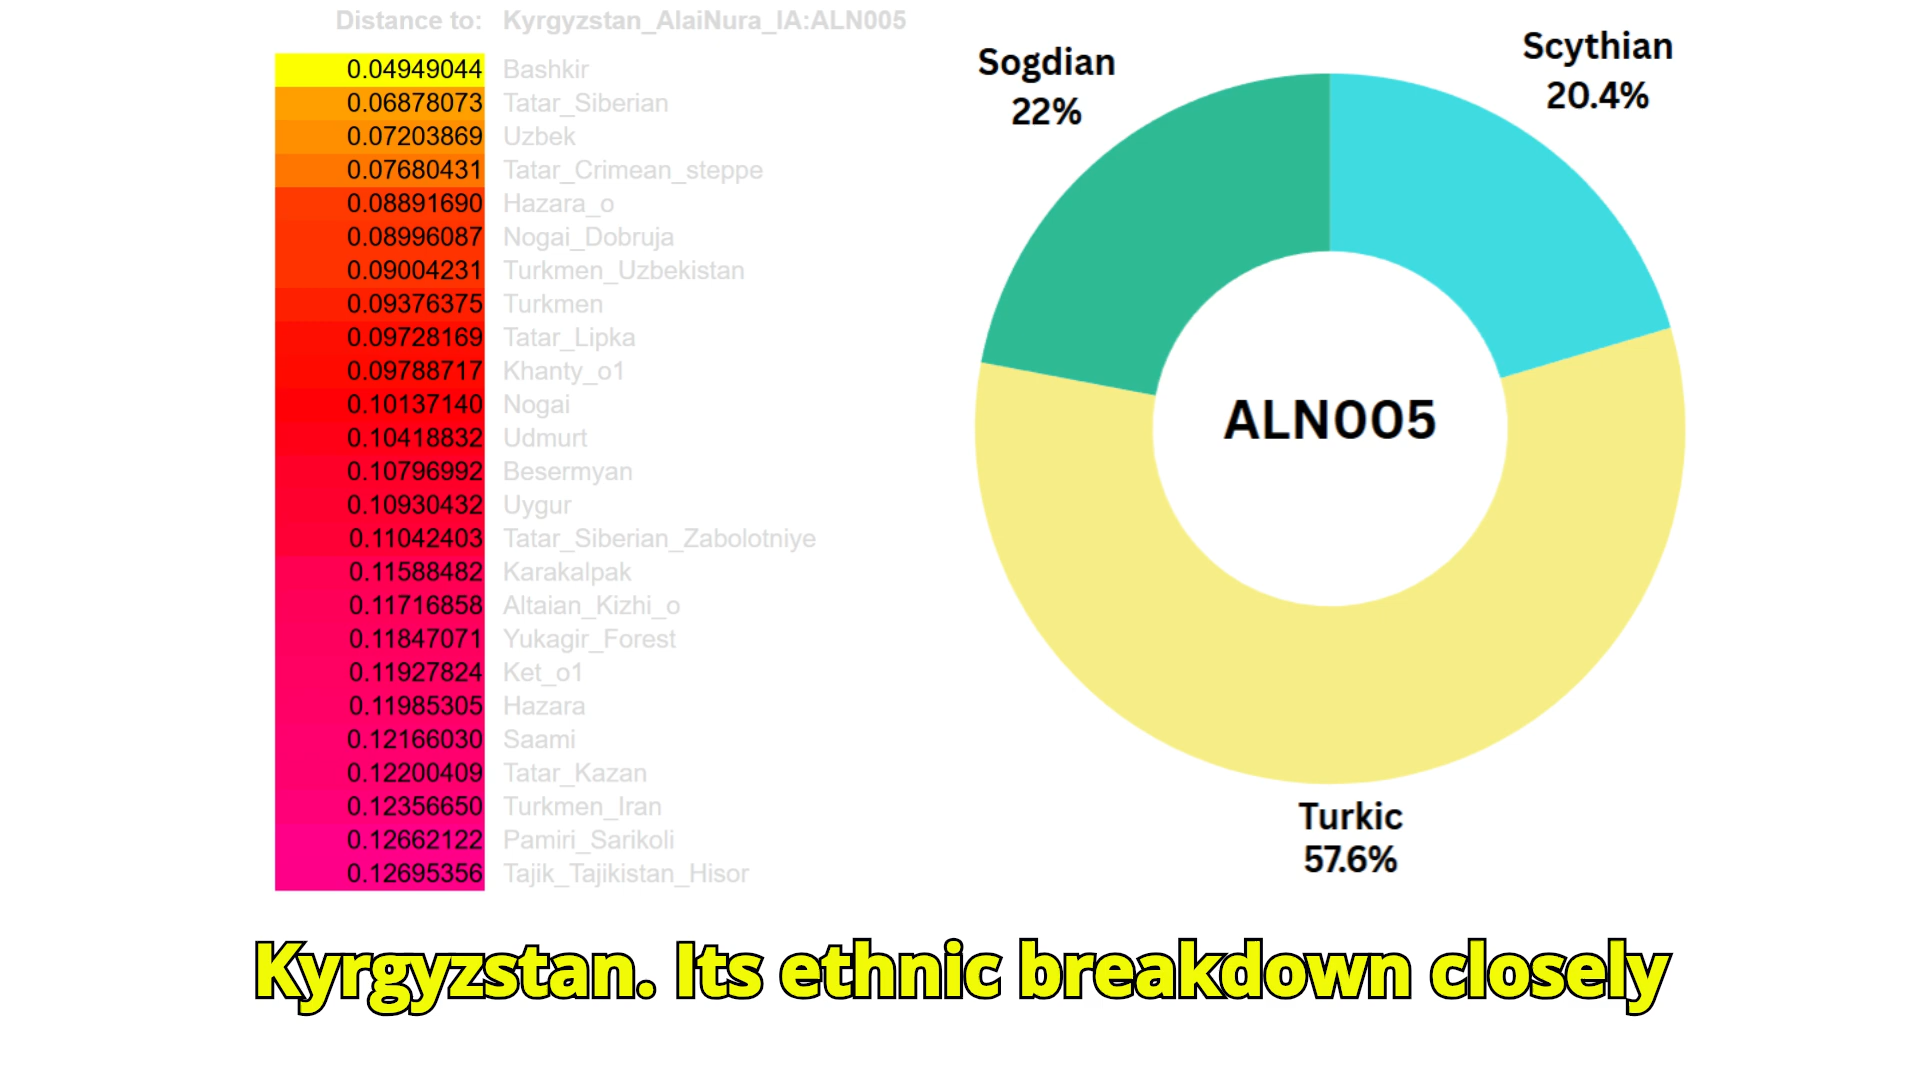 Distance to: Kyrgyzstan_AlaiNura_IA:ALN005
0.04949044 Bashkir
0.06878073 Tatar_Siberian
0.07203869 Uzbek
0.07680431 Tatar_Crimean_steppe
0.08891690 Hazara_o
0.08996087 Nogai_Dobruja
0.09004231 Turkmen_Uzbekistan
0.09376375 Turkmen
0.09728169 Tatar_Lipka
0.09788717 Khanty_o1
0.10137140 Nogai
0.10418832 Udmurt
0.10796992 Besermyan
0.10930432 Uygur
0.11042403 Tatar_Siberian_Zabolotniye
0.11588482 Karakalpak
0.11716858 Altaian_Kizhi_o
0.11847071 Yukagir_Forest
0.11927824 Ket_o1
0.11985305 Hazara
0.12166030 Saami
0.12200409 Tatar_Kazan
0.12356650 Turkmen_Iran
0.12662122 Pamiri_Sarikoli
0.12695356 Tajik_Tajikistan_Hisor
Sogdian
22%
Scythian
20.4%
ALN005
Turkic
57.6%
Kyrgyzstan. Its ethnic breakdown closely